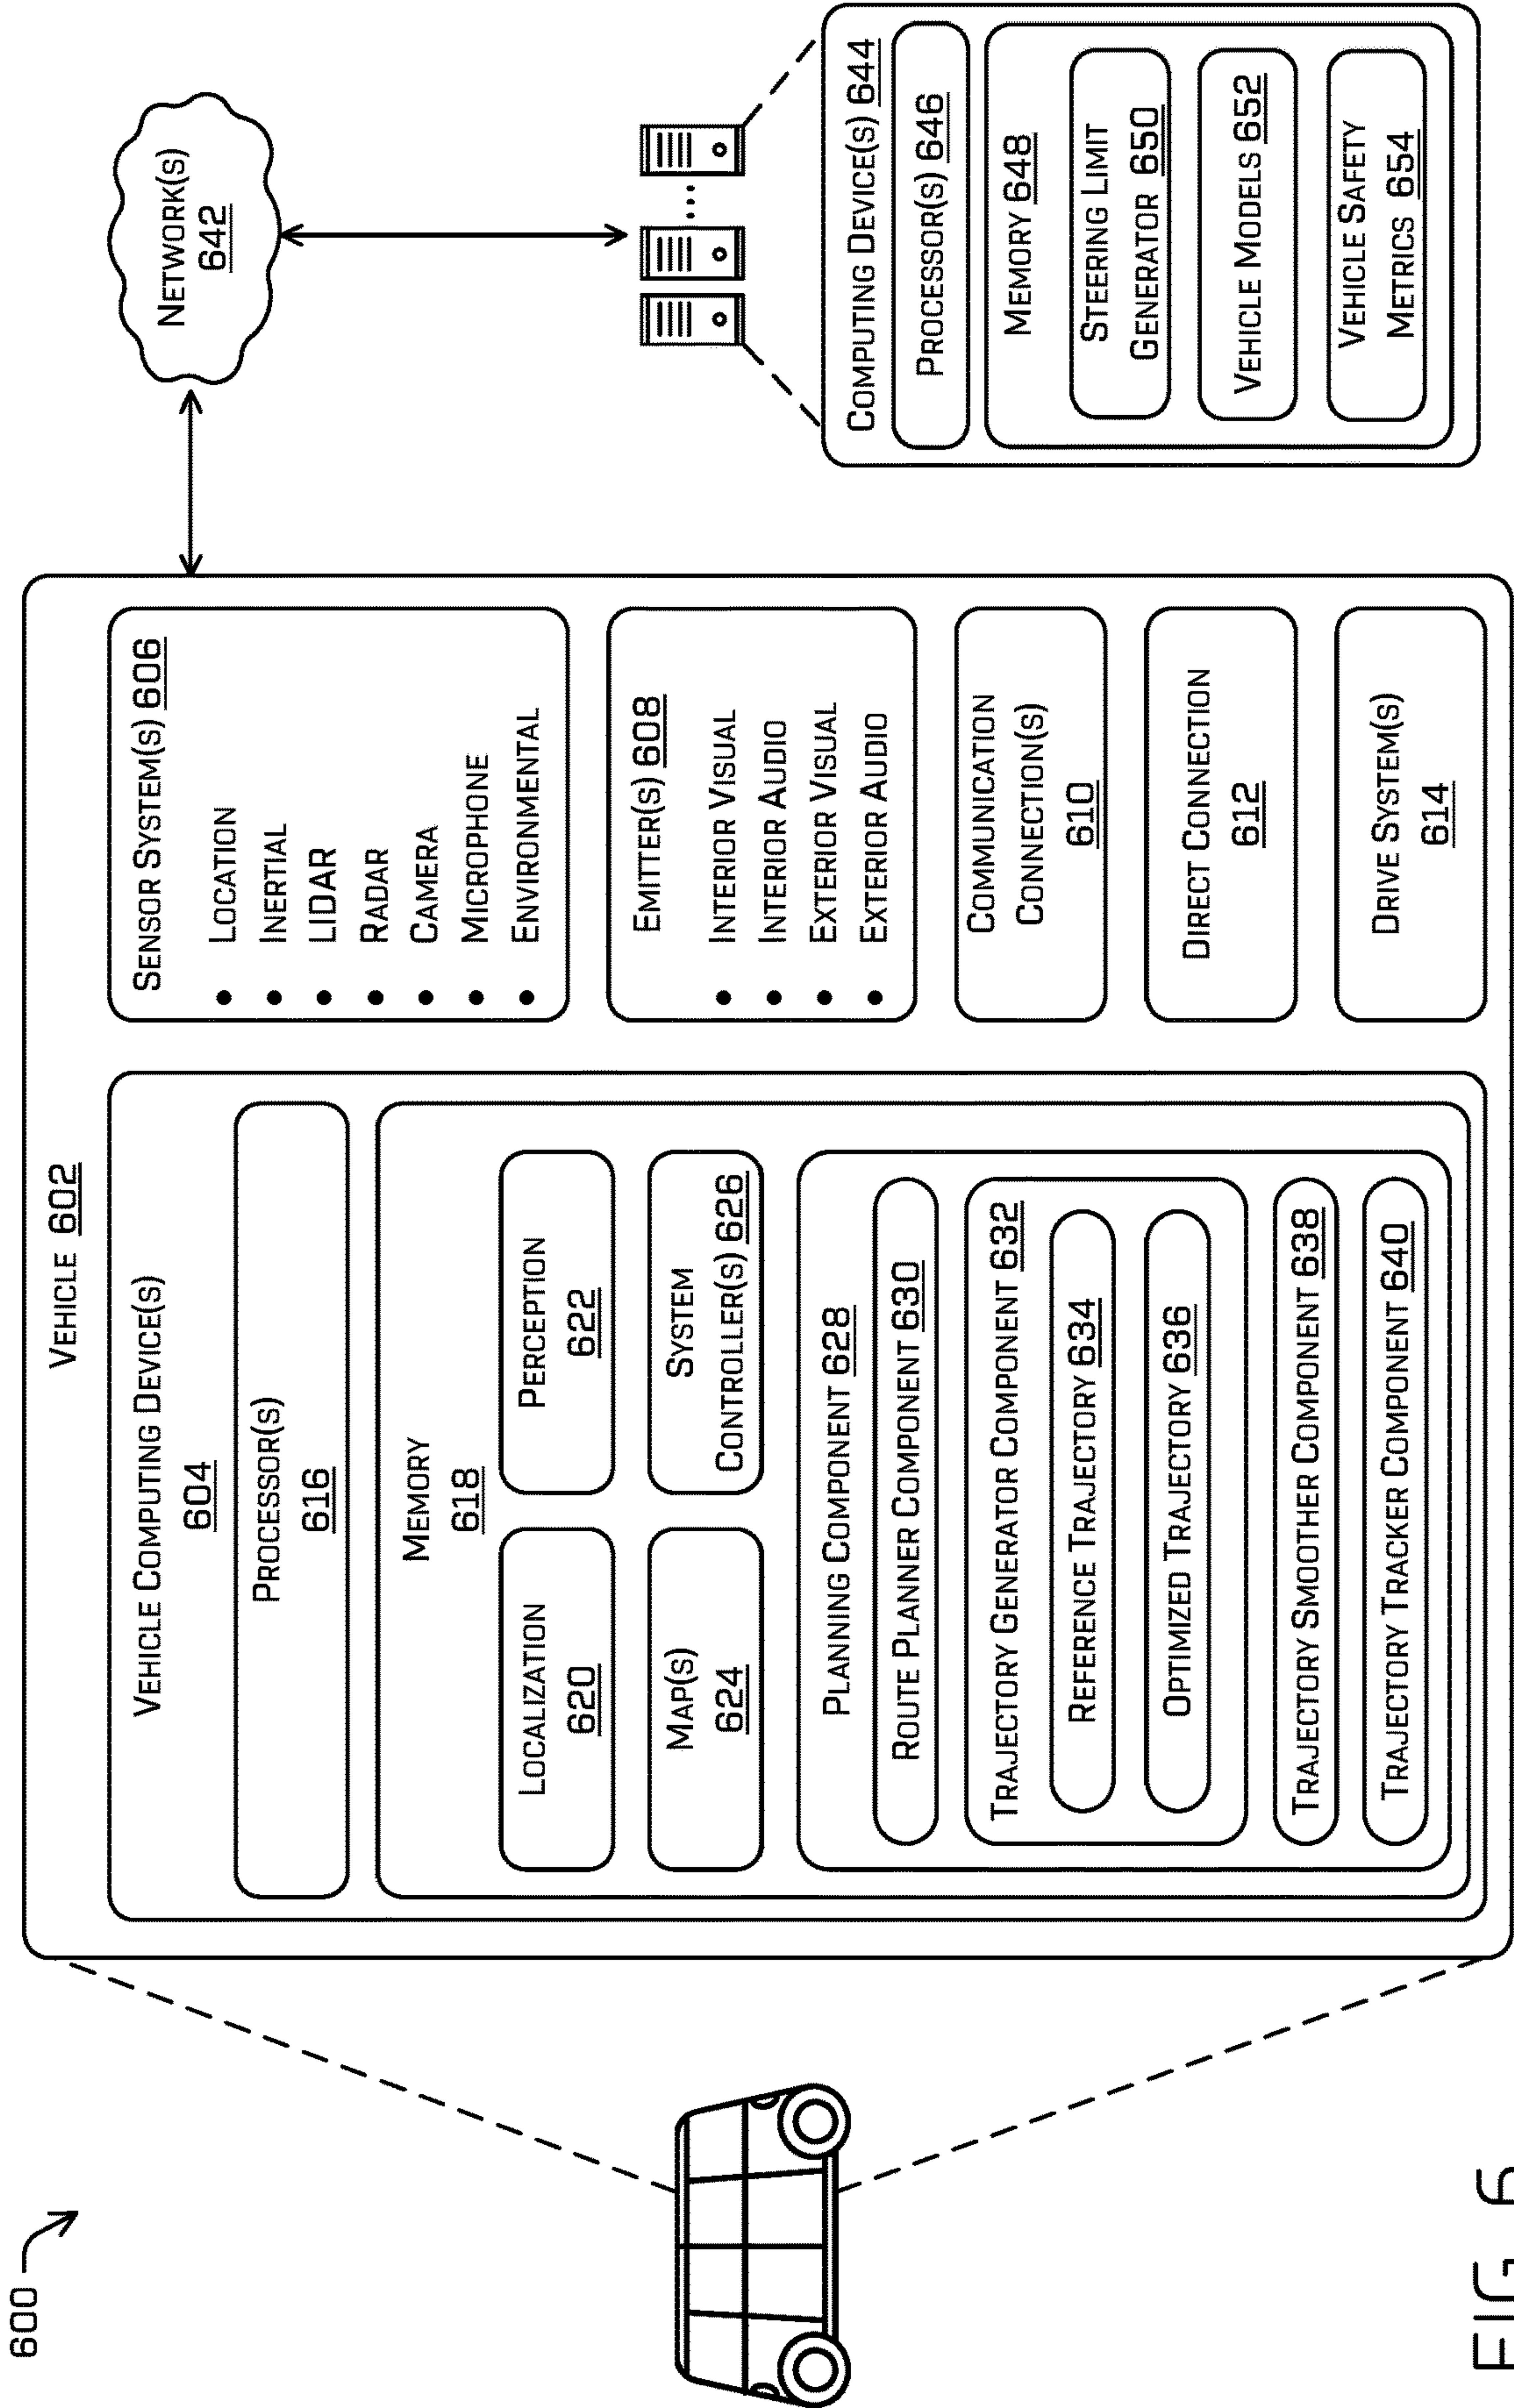 600
VEHICLE 602
VEHICLE COMPUTING DEVICE(S)
604
PROCESSOR(S)
616
MEMORY
618
LOCALIZATION
620
PERCEPTION
622
MAP(S)
624
SYSTEM
CONTROLLER(S) 626
PLANNING COMPONENT 628
ROUTE PLANNER COMPONENT 630
TRAJECTORY GENERATOR COMPONENT 632
REFERENCE TRAJECTORY 634
OPTIMIZED TRAJECTORY 636
TRAJECTORY SMOOTHER COMPONENT 638
TRAJECTORY TRACKER COMPONENT 640
SENSOR SYSTEM(S) 606
• LOCATION
• INERTIAL
• LIDAR
• RADAR
• CAMERA
• MICROPHONE
• ENVIRONMENTAL
EMITTER(S) 608
• INTERIOR VISUAL
• INTERIOR AUDIO
• EXTERIOR VISUAL
• EXTERIOR AUDIO
COMMUNICATION
CONNECTION(S)
610
DIRECT CONNECTION
612
DRIVE SYSTEM(S)
614
NETWORK(S)
642
...
COMPUTING DEVICE(S) 644
PROCESSOR(S) 646
MEMORY 648
STEERING LIMIT
GENERATOR 650
VEHICLE MODELS 652
VEHICLE SAFETY
METRICS 654
FIG. 6